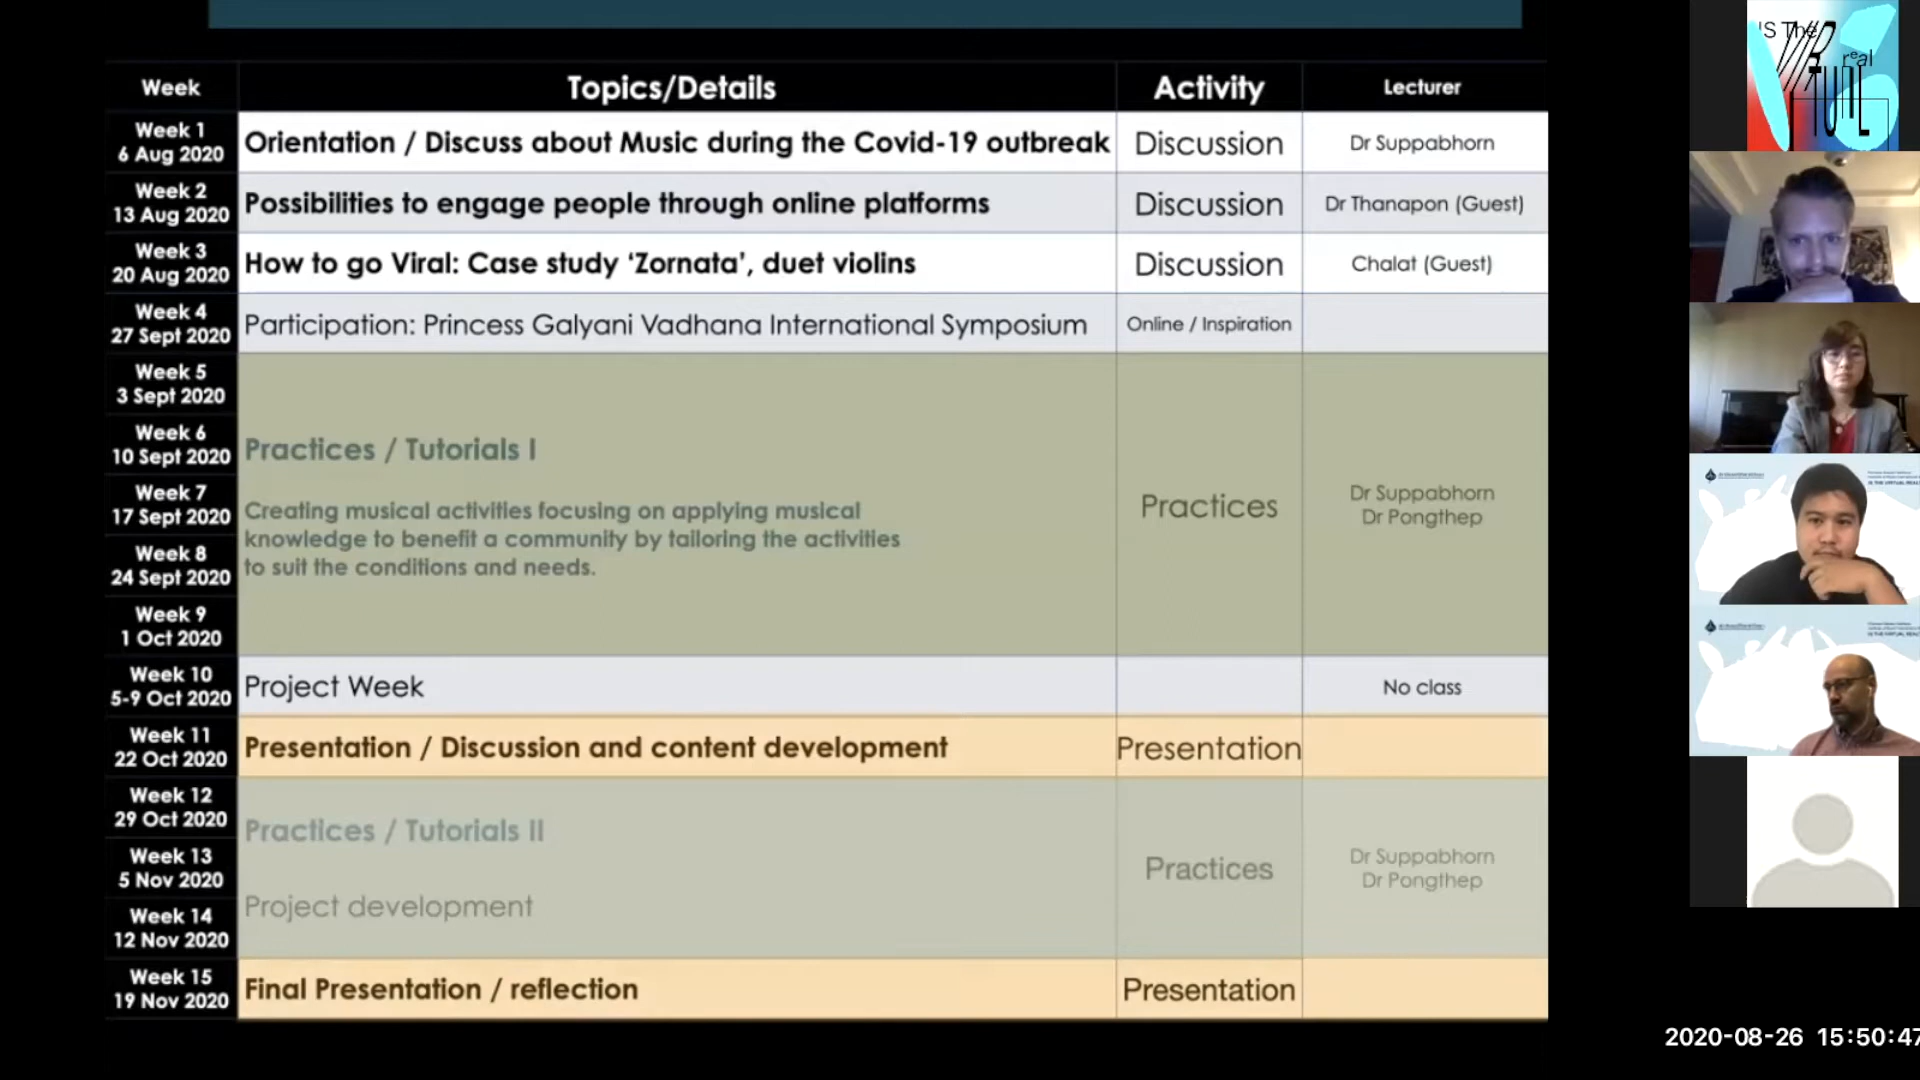 Week Topics/Details Activity Lecturer
Week 1
6 Aug 2020
Orientation / Discuss about Music during the Covid-19 outbreak Discussion Dr Suppabhorn
Week 2
13 Aug 2020
Possibilities to engage people through online platforms Discussion Dr Thanapon (Guest)
Week 3
20 Aug 2020
How to go Viral: Case study ‘Zornata’, duet violins Discussion Chalat (Guest)
Week 4
27 Sept 2020
Participation: Princess Galyani Vadhana International Symposium Online / Inspiration
Week 5
3 Sept 2020
Week 6
10 Sept 2020
Week 7
17 Sept 2020
Week 8
24 Sept 2020
Week 9
1 Oct 2020
Practices / Tutorials I
Creating musical activities focusing on applying musical
knowledge to benefit a community by tailoring the activities
to suit the conditions and needs.
Practices
Dr Suppabhorn
Dr Pongthep
Week 10
5-9 Oct 2020
Project Week No class
Week 11
22 Oct 2020
Presentation / Discussion and content development Presentation
Week 12
29 Oct 2020
Week 13
5 Nov 2020
Week 14
12 Nov 2020
Practices / Tutorials II
Project development
Practices
Dr Suppabhorn
Dr Pongthep
Week 15
19 Nov 2020
Final Presentation / reflection Presentation
'S The
real
2020-08-26 15:50:47